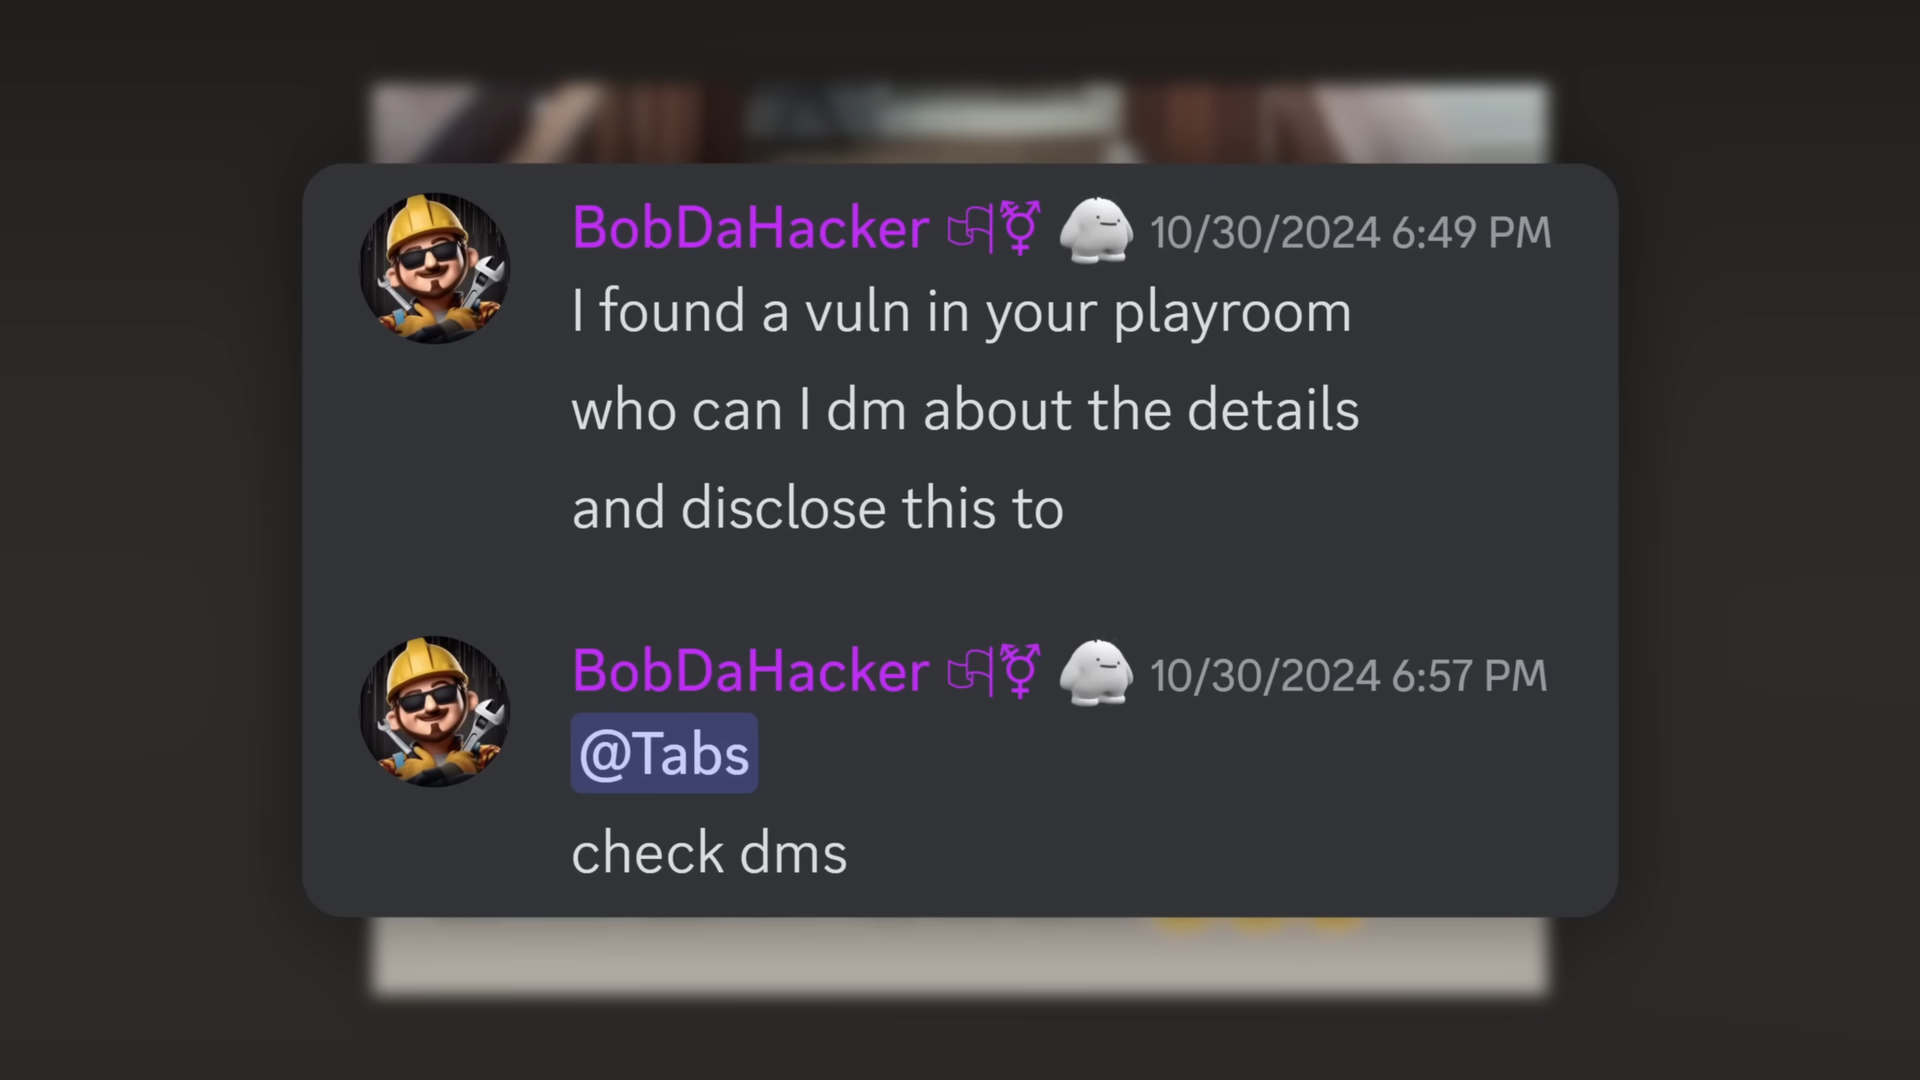 BobDaHacker 🏳⚧ 10/30/2024 6:49 PM
I found a vuln in your playroom
who can I dm about the details
and disclose this to
BobDaHacker 🏳⚧ 10/30/2024 6:57 PM
@Tabs
check dms